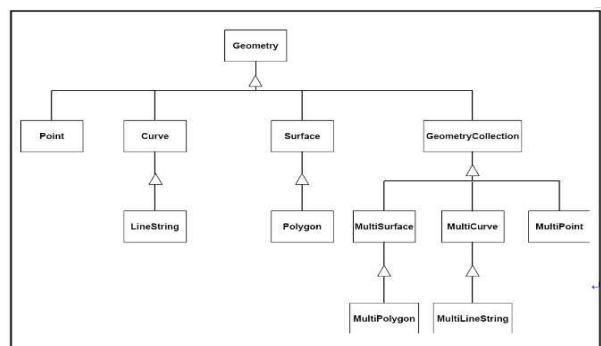 Geometry
Point Curve Surface GeometryCollection
LineString Polygon MultiSurface MultiCurve MultiPoint
MultiPolygon MultiLineString